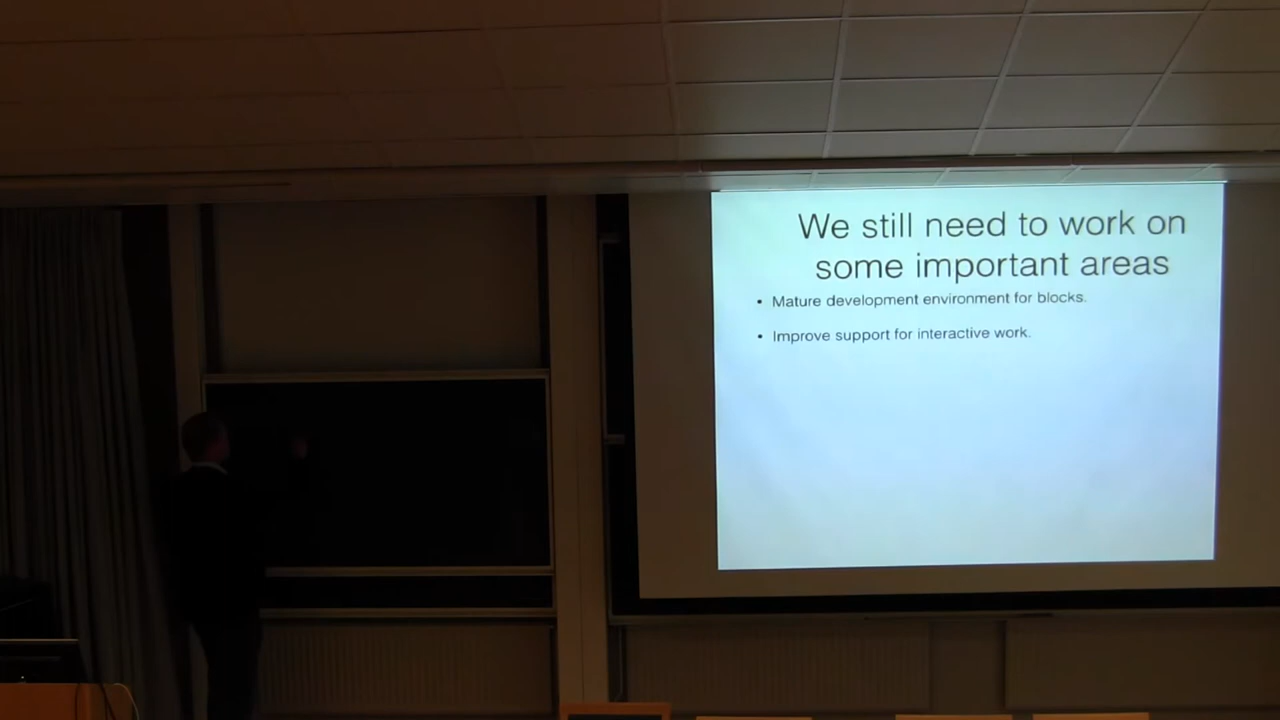 We still need to work on
some important areas
• Mature development environment for blocks.
• Improve support for interactive work.